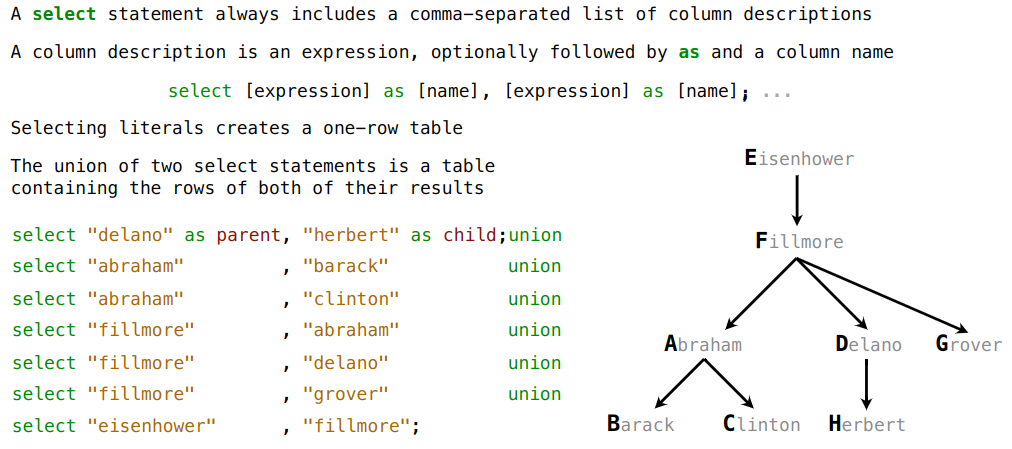 A select statement always includes a comma-separated list of column descriptions
A column description is an expression, optionally followed by as and a column name
select [expression] as [name], [expression] as [name]; ...
Selecting literals creates a one-row table
The union of two select statements is a table
containing the rows of both of their results
select "delano" as parent, "herbert" as child;union
select "abraham" , "barack" union
select "abraham" , "clinton" union
select "fillmore" , "abraham" union
select "fillmore" , "delano" union
select "fillmore" , "grover" union
select "eisenhower" , "fillmore";
Eisenhower
Fillmore
Abraham Delano Grover
Barack Clinton Herbert